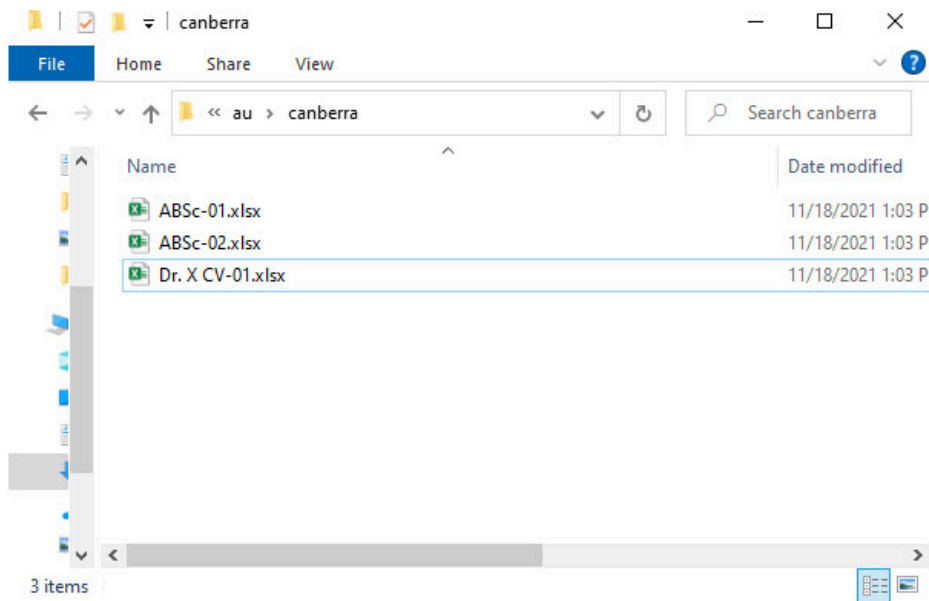 canberra
File Home Share View
« au > canberra Search canberra
Name Date modified
ABSc-01.xlsx 11/18/2021 1:03 P
ABSc-02.xlsx 11/18/2021 1:03 P
Dr. X CV-01.xlsx 11/18/2021 1:03 P
3 items